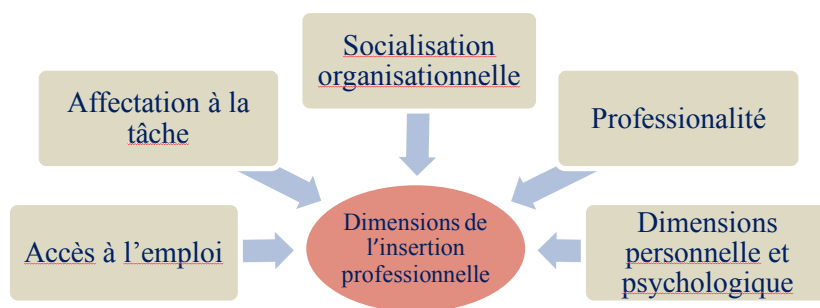 Socialisation
organisationnelle
Affectation à la
tâche
Professionalité
Accès à l’emploi
Dimensions de
l’insertion
professionnelle
Dimensions
personnelle et
psychologique